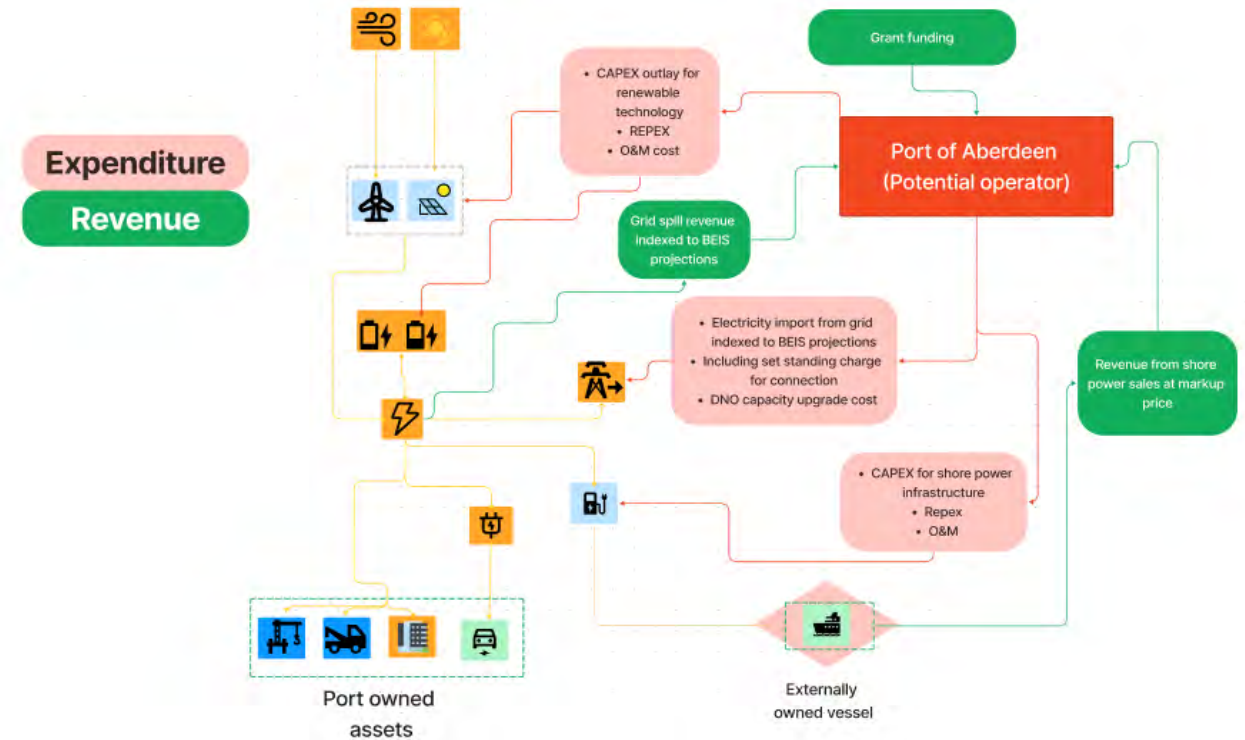 Grant funding
• CAPEX outlay for
renewable
technology
• REPEX
• O&M cost
Port of Aberdeen
(Potential operator)
Expenditure
Revenue
Grid spill revenue
indexed to BEIS
projections
• Electricity import from grid
indexed to BEIS projections
• Including set standing charge
for connection
• DNO capacity upgrade cost
Revenue from shore
power sales at markup
price
• CAPEX for shore power
infrastructure
• Repex
• O&M
Port owned
assets
Externally
owned vessel